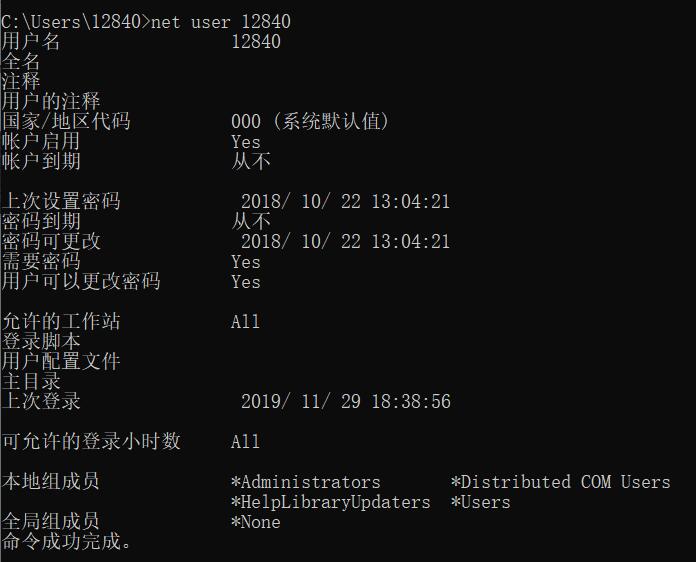 C:\Users\12840>net user 12840
用户名 12840
全名
注释
用户的注释
国家/地区代码 000 (系统默认值)
帐户启用 Yes
帐户到期 从不
上次设置密码 2018/ 10/ 22 13:04:21
密码到期 从不
密码可更改 2018/ 10/ 22 13:04:21
需要密码 Yes
用户可以更改密码 Yes
允许的工作站 All
登录脚本
用户配置文件
主目录
上次登录 2019/ 11/ 29 18:38:56
可允许的登录小时数 All
本地组成员 *Administrators *Distributed COM Users
*HelpLibraryUpdaters *Users
全局组成员 *None
命令成功完成。